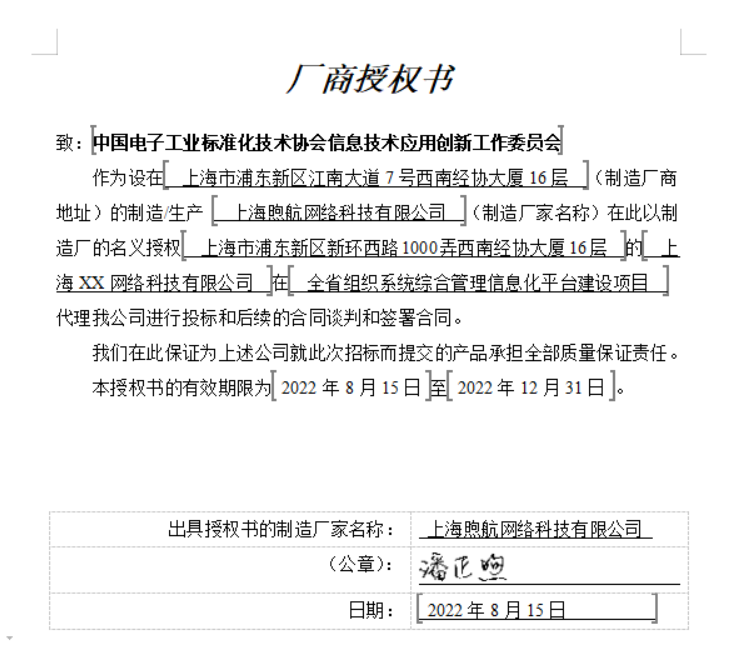 厂商授权书
致：中国电子工业标准化技术协会信息技术应用创新工作委员会
作为设在 上海市浦东新区江南大道 7 号西南经协大厦 16 层 （制造厂商
地址）的制造/生产 上海煦航网络科技有限公司 （制造厂家名称）在此以制
造厂的名义授权 上海市浦东新区新环西路 1000 弄西南经协大厦 16 层 的 上
海 XX 网络科技有限公司 在 全省组织系统综合管理信息化平台建设项目
代理我公司进行投标和后续的合同谈判和签署合同。
我们在此保证为上述公司就此次招标而提交的产品承担全部质量保证责任。
本授权书的有效期限为 2022 年 8 月 15 日 至 2022 年 12 月 31 日 。
出具授权书的制造厂家名称： 上海煦航网络科技有限公司
（公章）： 潘正煦
日期： 2022 年 8 月 15 日